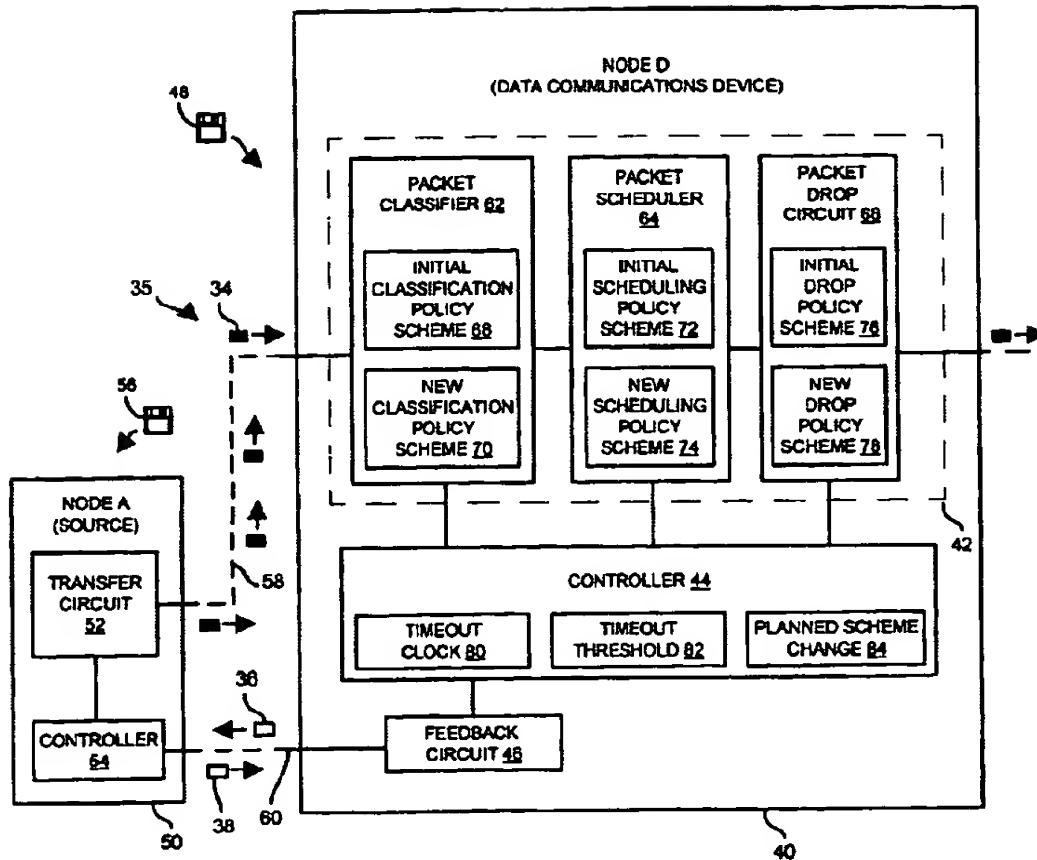 NODE D
(DATA COMMUNICATIONS DEVICE)
48
PACKET
CLASSIFIER 62
PACKET
SCHEDULER
64
PACKET
DROP
CIRCUIT 66
INITIAL
CLASSIFICATION
POLICY
SCHEME 68
INITIAL
SCHEDULING
POLICY
SCHEME 72
INITIAL
DROP
POLICY
SCHEME 76
35
34
NEW
CLASSIFICATION
POLICY
SCHEME 70
NEW
SCHEDULING
POLICY
SCHEME 74
NEW
DROP
POLICY
SCHEME 78
56
42
NODE A
(SOURCE)
TRANSFER
CIRCUIT
52
58
CONTROLLER 44
TIMEOUT
CLOCK 80
TIMEOUT
THRESHOLD 82
PLANNED SCHEME
CHANGE 84
36
CONTROLLER
54
FEEDBACK
CIRCUIT 46
38
60
50
40